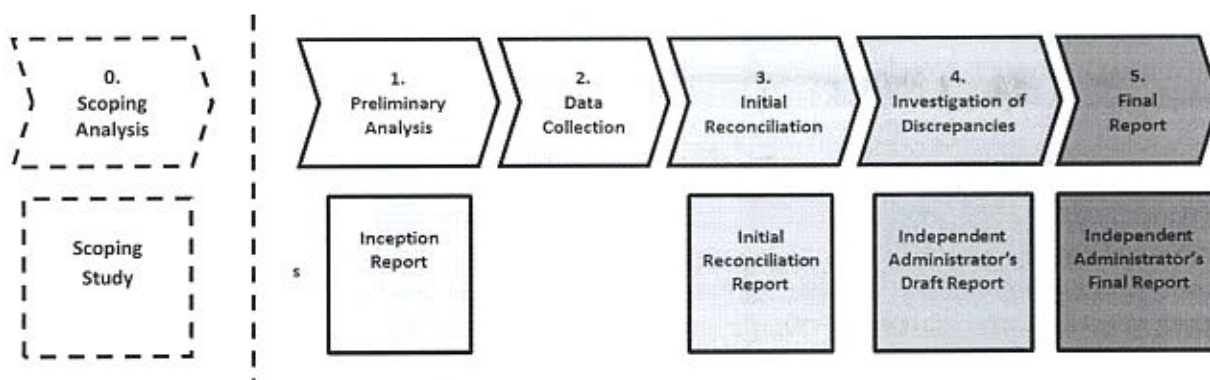 0.
Scoping
Analysis
1.
Preliminary
Analysis
2.
Data
Collection
3.
Initial
Reconciliation
4.
Investigation of
Discrepancies
5.
Final
Report
Scoping
Study
s
Inception
Report
Initial
Reconciliation
Report
Independent
Administrator's
Draft Report
Independent
Administrator's
Final Report